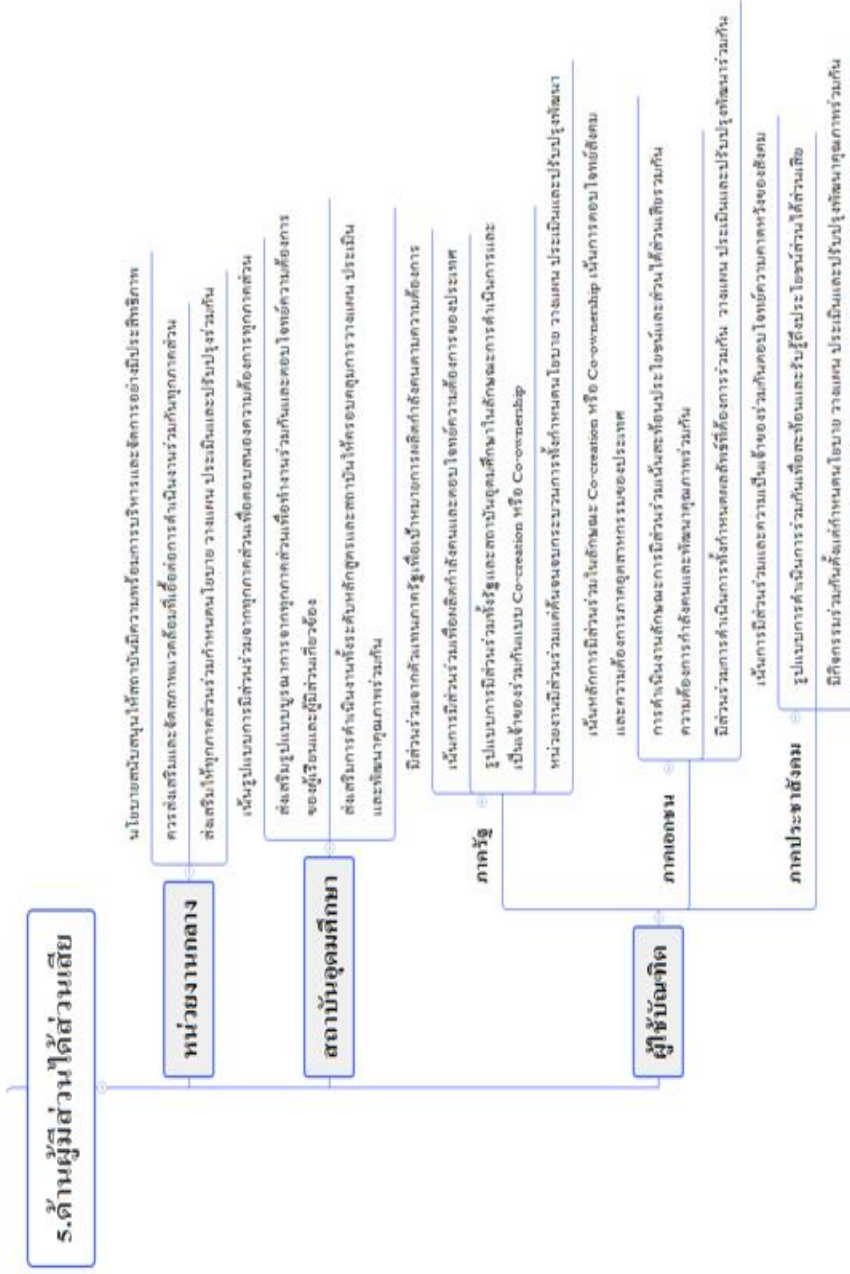 5.ด้านผู้มีส่วนได้ส่วนเสีย
หน่วยงานกลาง
นโยบายสนับสนุนให้สถาบันมีความพร้อมการบริหารและจัดการอย่างมีประสิทธิภาพ
ควรส่งเสริมและจัดสภาพแวดล้อมที่เอื้อต่อการดำเนินงานร่วมกันทุกภาคส่วน
ส่งเสริมให้ทุกภาคส่วนร่วมกำหนดนโยบาย วางแผน ประเมินและปรับปรุงร่วมกัน
สถาบันอุดมศึกษา
เน้นรูปแบบการมีส่วนร่วมจากทุกภาคส่วนเพื่อตอบสนองความต้องการทุกภาคส่วน
ส่งเสริมรูปแบบบูรณาการจากทุกภาคส่วนเพื่อทำงานร่วมกันและตอบโจทย์ความต้องการ
ของผู้เรียนและผู้มีส่วนเกี่ยวข้อง
ส่งเสริมการดำเนินงานทั้งระดับหลักสูตรและสถาบันให้ครอบคลุมการวางแผน ประเมิน
และพัฒนาคุณภาพร่วมกัน
ผู้ใช้บัณฑิต
ภาครัฐ
มีส่วนร่วมจากตัวแทนภาครัฐเพื่อเป้าหมายการผลิตกำลังคนตามความต้องการ
เน้นการมีส่วนร่วมเพื่อผลิตกำลังคนและตอบโจทย์ความต้องการของประเทศ
รูปแบบการมีส่วนร่วมทั้งรัฐและสถาบันอุดมศึกษาในลักษณะการดำเนินการและ
เป็นเจ้าของร่วมกันแบบ Co-creation หรือ Co-ownership
หน่วยงานมีส่วนร่วมแต่ต้นจนจบกระบวนการทั้งกำหนดนโยบาย วางแผน ประเมินและปรับปรุงพัฒนา
ภาคเอกชน
เน้นหลักการมีส่วนร่วมในลักษณะ Co-creation หรือ Co-ownership เน้นการตอบโจทย์สังคม
และความต้องการภาคอุตสาหกรรมของประเทศ
การดำเนินงานลักษณะการมีส่วนร่วมเน้นสะท้อนประโยชน์และส่วนได้ส่วนเสียรวมกัน
ความต้องการกำลังคนและพัฒนาคุณภาพร่วมกัน
มีส่วนร่วมการดำเนินการทั้งกำหนดผลลัพธ์ที่ต้องการร่วมกัน วางแผน ประเมินและปรับปรุงพัฒนาร่วมกัน
ภาคประชาสังคม
เน้นการมีส่วนร่วมและความเป็นเจ้าของร่วมกันตอบโจทย์ความคาดหวังของสังคม
รูปแบบการดำเนินการร่วมกันเพื่อสะท้อนและรับรู้ถึงประโยชน์ส่วนได้ส่วนเสีย
มีกิจกรรมร่วมกันตั้งแต่กำหนดนโยบาย วางแผน ประเมินและปรับปรุงพัฒนาคุณภาพร่วมกัน